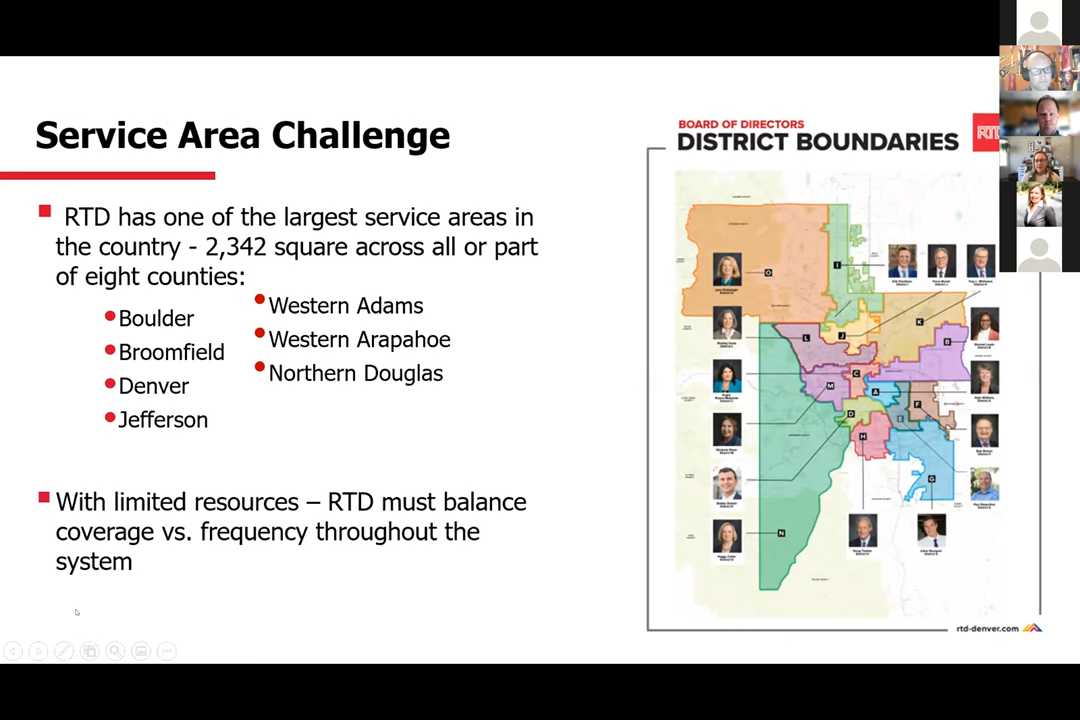 Service Area Challenge
RTD has one of the largest service areas in
the country - 2,342 square across all or part
of eight counties:
Boulder
Broomfield
Denver
Jefferson
Western Adams
Western Arapahoe
Northern Douglas
With limited resources – RTD must balance
coverage vs. frequency throughout the
system
BOARD OF DIRECTORS
DISTRICT BOUNDARIES
RTD
O
I
K
J
L
B
C
M
A
F
D
E
H
G
N
rtd-denver.com